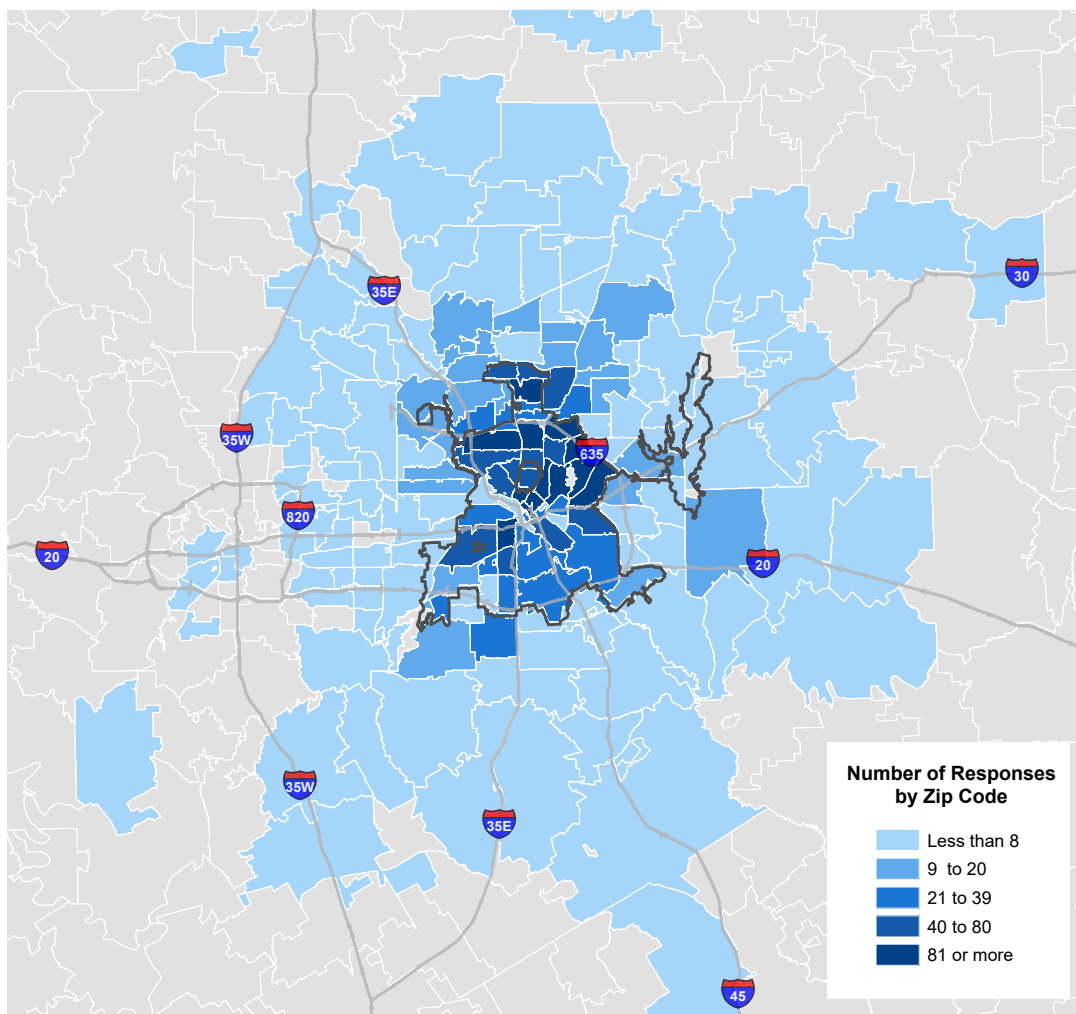 30
35E
35W
635
820
20
20
35W
35E
45
Number of Responses
by Zip Code
Less than 8
9 to 20
21 to 39
40 to 80
81 or more